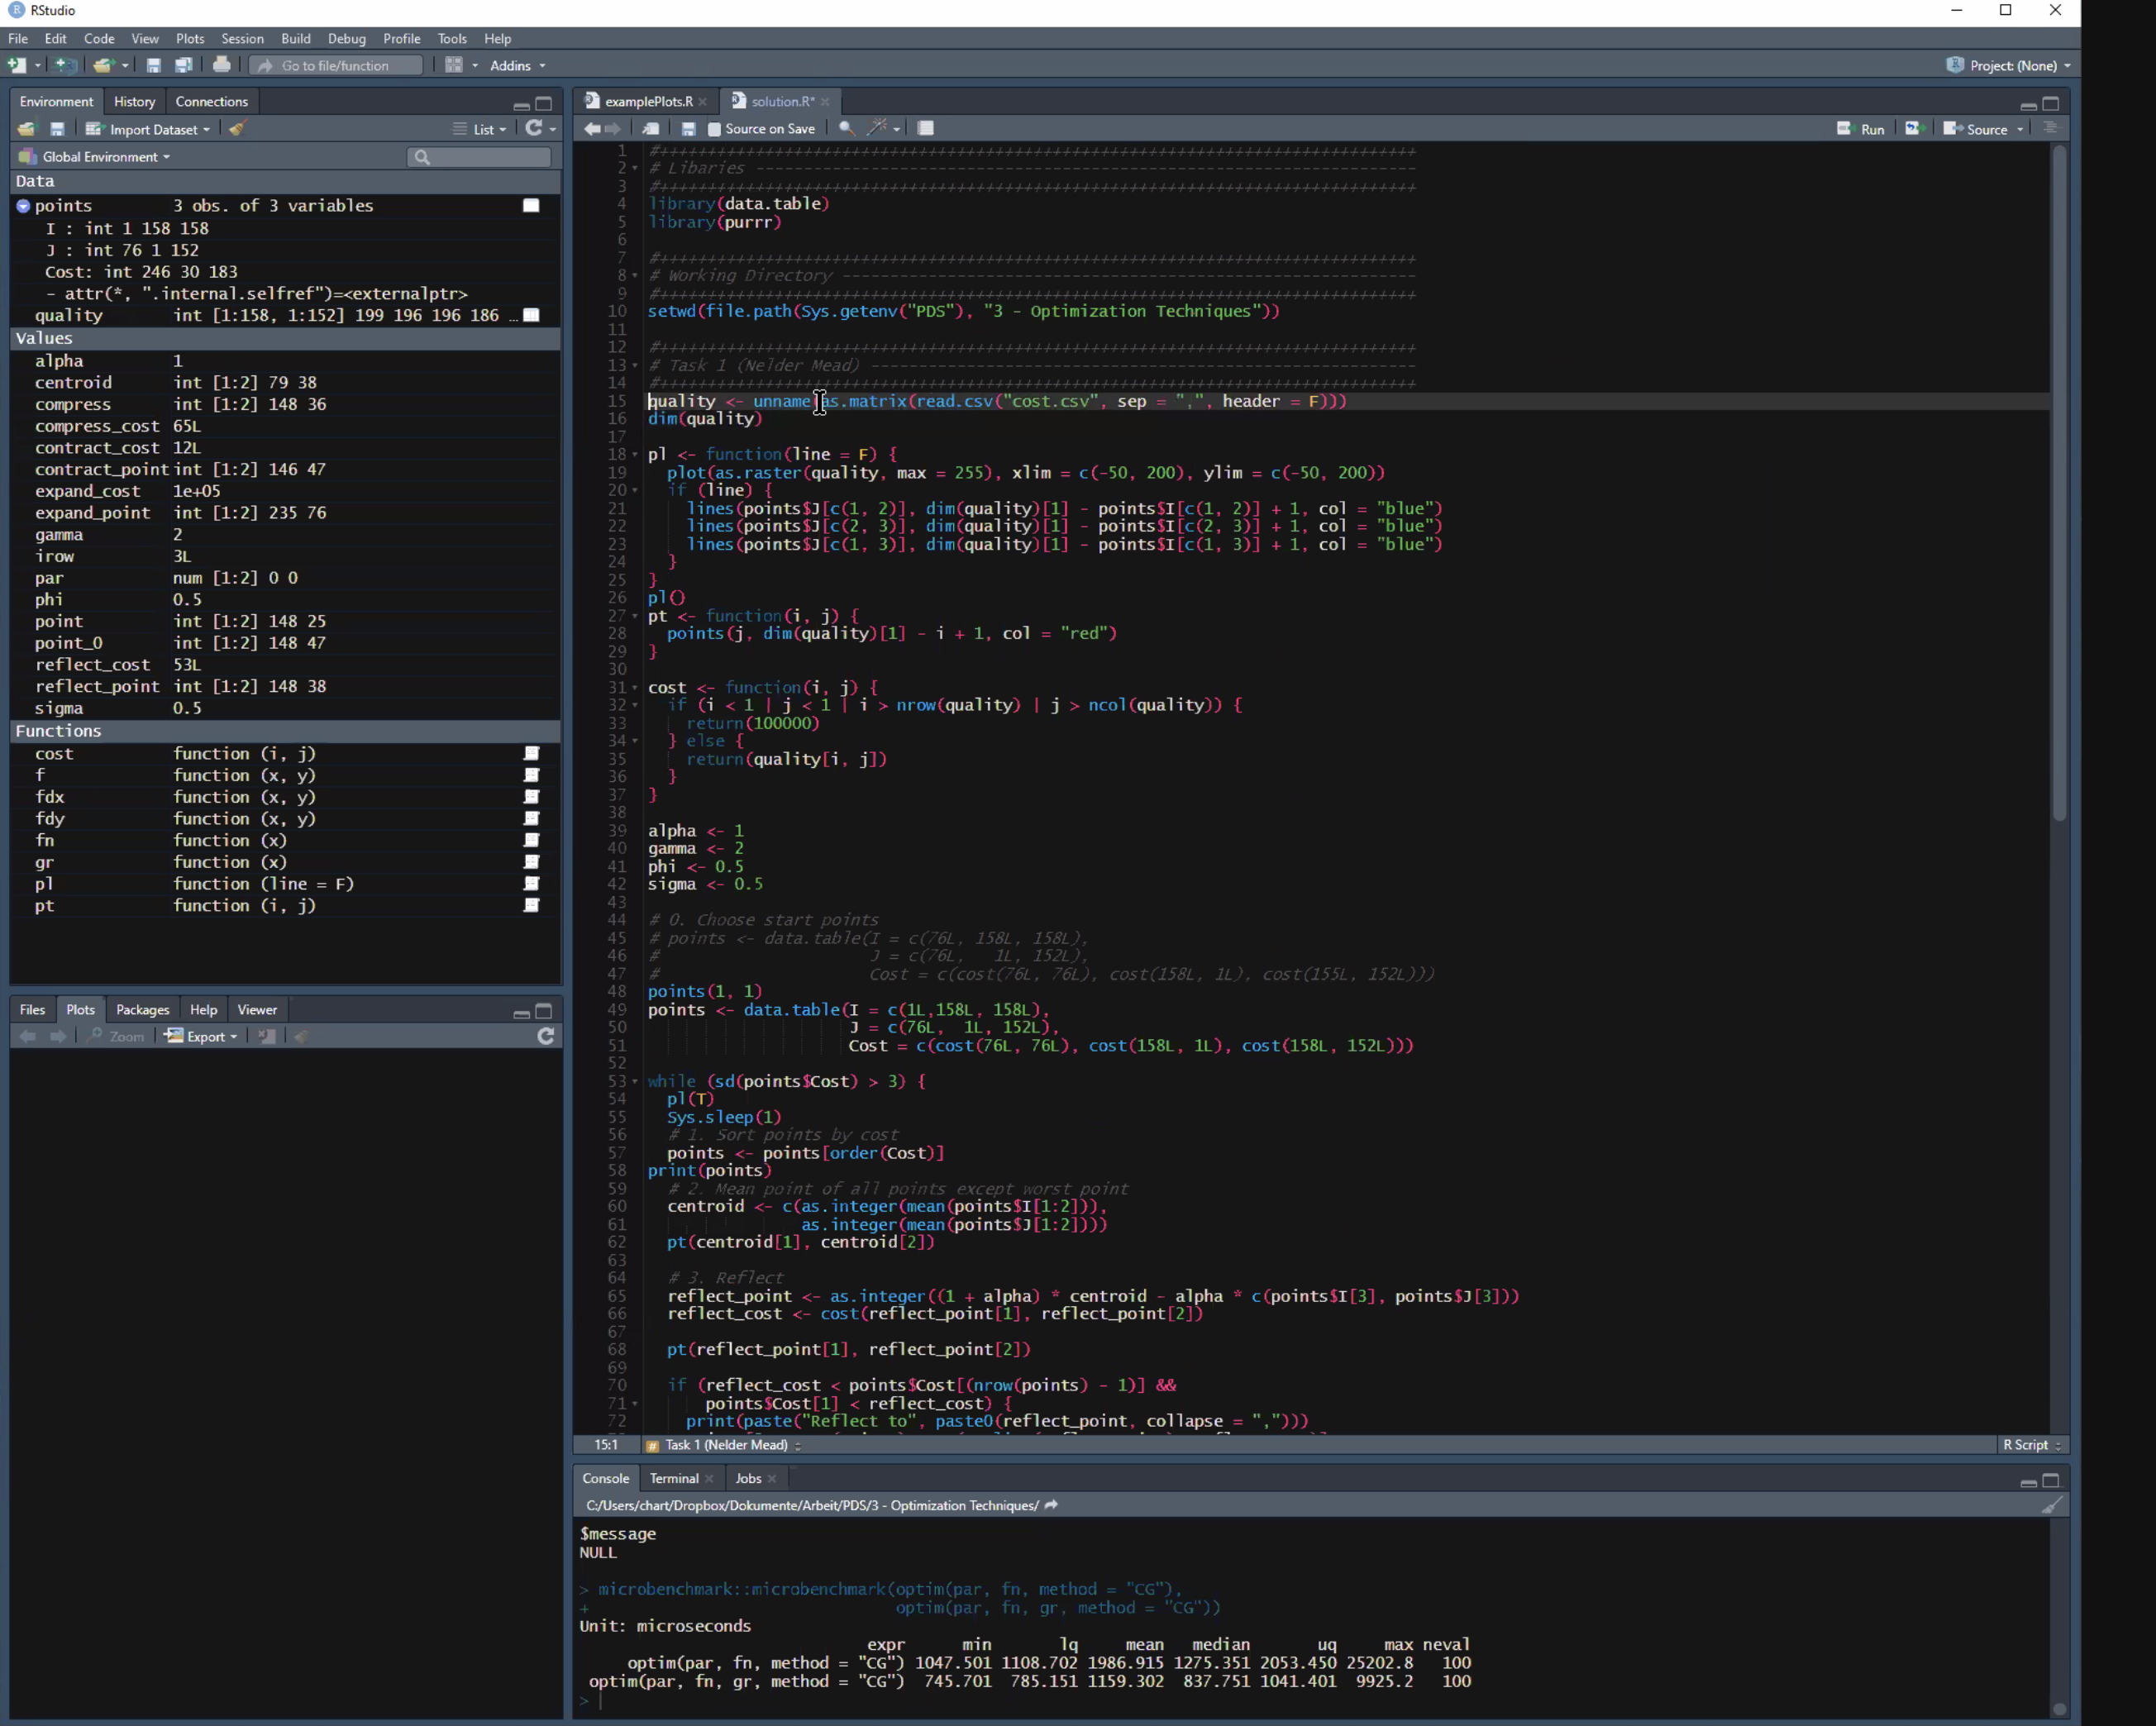 RStudio
File Edit Code View Plots Session Build Debug Profile Tools Help
Go to file/function Addins Project: (None)
Environment History Connections
Import Dataset List
Global Environment
Data
points 3 obs. of 3 variables
I : int 1 158 158
J : int 76 1 152
Cost: int 246 30 183
- attr(*, ".internal.selfref")=<externalptr>
quality int [1:158, 1:152] 199 196 196 186 ...
Values
alpha 1
centroid int [1:2] 79 38
compress int [1:2] 148 36
compress_cost 65L
contract_cost 12L
contract_point int [1:2] 146 47
expand_cost 1e+05
expand_point int [1:2] 235 76
gamma 2
irow 3L
par num [1:2] 0 0
phi 0.5
point int [1:2] 148 25
point_0 int [1:2] 148 47
reflect_cost 53L
reflect_point int [1:2] 148 38
sigma 0.5
Functions
cost function (i, j)
f function (x, y)
fdx function (x, y)
fdy function (x, y)
fn function (x)
gr function (x)
pl function (line = F)
pt function (i, j)
Files Plots Packages Help Viewer
Zoom Export
examplePlots.R solution.R*
Source on Save Run Source
1 #+++++++++++++++++++++++++++++++++++++++++++++++++++++++++++++++++++++++++++++++
2 # Libaries ---------------------------------------------------------------------
3 #+++++++++++++++++++++++++++++++++++++++++++++++++++++++++++++++++++++++++++++++
4 library(data.table)
5 library(purrr)
6
7 #+++++++++++++++++++++++++++++++++++++++++++++++++++++++++++++++++++++++++++++++
8 # Working Directory ------------------------------------------------------------
9 #+++++++++++++++++++++++++++++++++++++++++++++++++++++++++++++++++++++++++++++++
10 setwd(file.path(Sys.getenv("PDS"), "3 - Optimization Techniques"))
11
12 #+++++++++++++++++++++++++++++++++++++++++++++++++++++++++++++++++++++++++++++++
13 # Task 1 (Nelder Mead) ---------------------------------------------------------
14 #+++++++++++++++++++++++++++++++++++++++++++++++++++++++++++++++++++++++++++++++
15 quality <- unname(as.matrix(read.csv("cost.csv", sep = ",", header = F)))
16 dim(quality)
17
18 pl <- function(line = F) {
19 plot(as.raster(quality, max = 255), xlim = c(-50, 200), ylim = c(-50, 200))
20 if (line) {
21 lines(points$J[c(1, 2)], dim(quality)[1] - points$I[c(1, 2)] + 1, col = "blue")
22 lines(points$J[c(2, 3)], dim(quality)[1] - points$I[c(2, 3)] + 1, col = "blue")
23 lines(points$J[c(1, 3)], dim(quality)[1] - points$I[c(1, 3)] + 1, col = "blue")
24 }
25 }
26 pl()
27 pt <- function(i, j) {
28 points(j, dim(quality)[1] - i + 1, col = "red")
29 }
30
31 cost <- function(i, j) {
32 if (i < 1 | j < 1 | i > nrow(quality) | j > ncol(quality)) {
33 return(100000)
34 } else {
35 return(quality[i, j])
36 }
37 }
38
39 alpha <- 1
40 gamma <- 2
41 phi <- 0.5
42 sigma <- 0.5
43
44 # 0. Choose start points
45 # points <- data.table(I = c(76L, 158L, 158L),
46 # J = c(76L, 1L, 152L),
47 # Cost = c(cost(76L, 76L), cost(158L, 1L), cost(155L, 152L)))
48 points(1, 1)
49 points <- data.table(I = c(1L,158L, 158L),
50 J = c(76L, 1L, 152L),
51 Cost = c(cost(76L, 76L), cost(158L, 1L), cost(158L, 152L)))
52
53 while (sd(points$Cost) > 3) {
54 pl(T)
55 Sys.sleep(1)
56 # 1. Sort points by cost
57 points <- points[order(Cost)]
58 print(points)
59 # 2. Mean point of all points except worst point
60 centroid <- c(as.integer(mean(points$I[1:2])),
61 as.integer(mean(points$J[1:2])))
62 pt(centroid[1], centroid[2])
63
64 # 3. Reflect
65 reflect_point <- as.integer((1 + alpha) * centroid - alpha * c(points$I[3], points$J[3]))
66 reflect_cost <- cost(reflect_point[1], reflect_point[2])
67
68 pt(reflect_point[1], reflect_point[2])
69
70 if (reflect_cost < points$Cost[(nrow(points) - 1)] &&
71 points$Cost[1] < reflect_cost) {
72 print(paste("Reflect to", paste0(reflect_point, collapse = ",")))
15:1 # Task 1 (Nelder Mead) R Script
Console Terminal Jobs
C:/Users/chart/Dropbox/Dokumente/Arbeit/PDS/3 - Optimization Techniques/
$message
NULL
> microbenchmark::microbenchmark(optim(par, fn, method = "CG"),
+ optim(par, fn, gr, method = "CG"))
Unit: microseconds
expr min lq mean median uq max neval
optim(par, fn, method = "CG") 1047.501 1108.702 1986.915 1275.351 2053.450 25202.8 100
optim(par, fn, gr, method = "CG") 745.701 785.151 1159.302 837.751 1041.401 9925.2 100
>